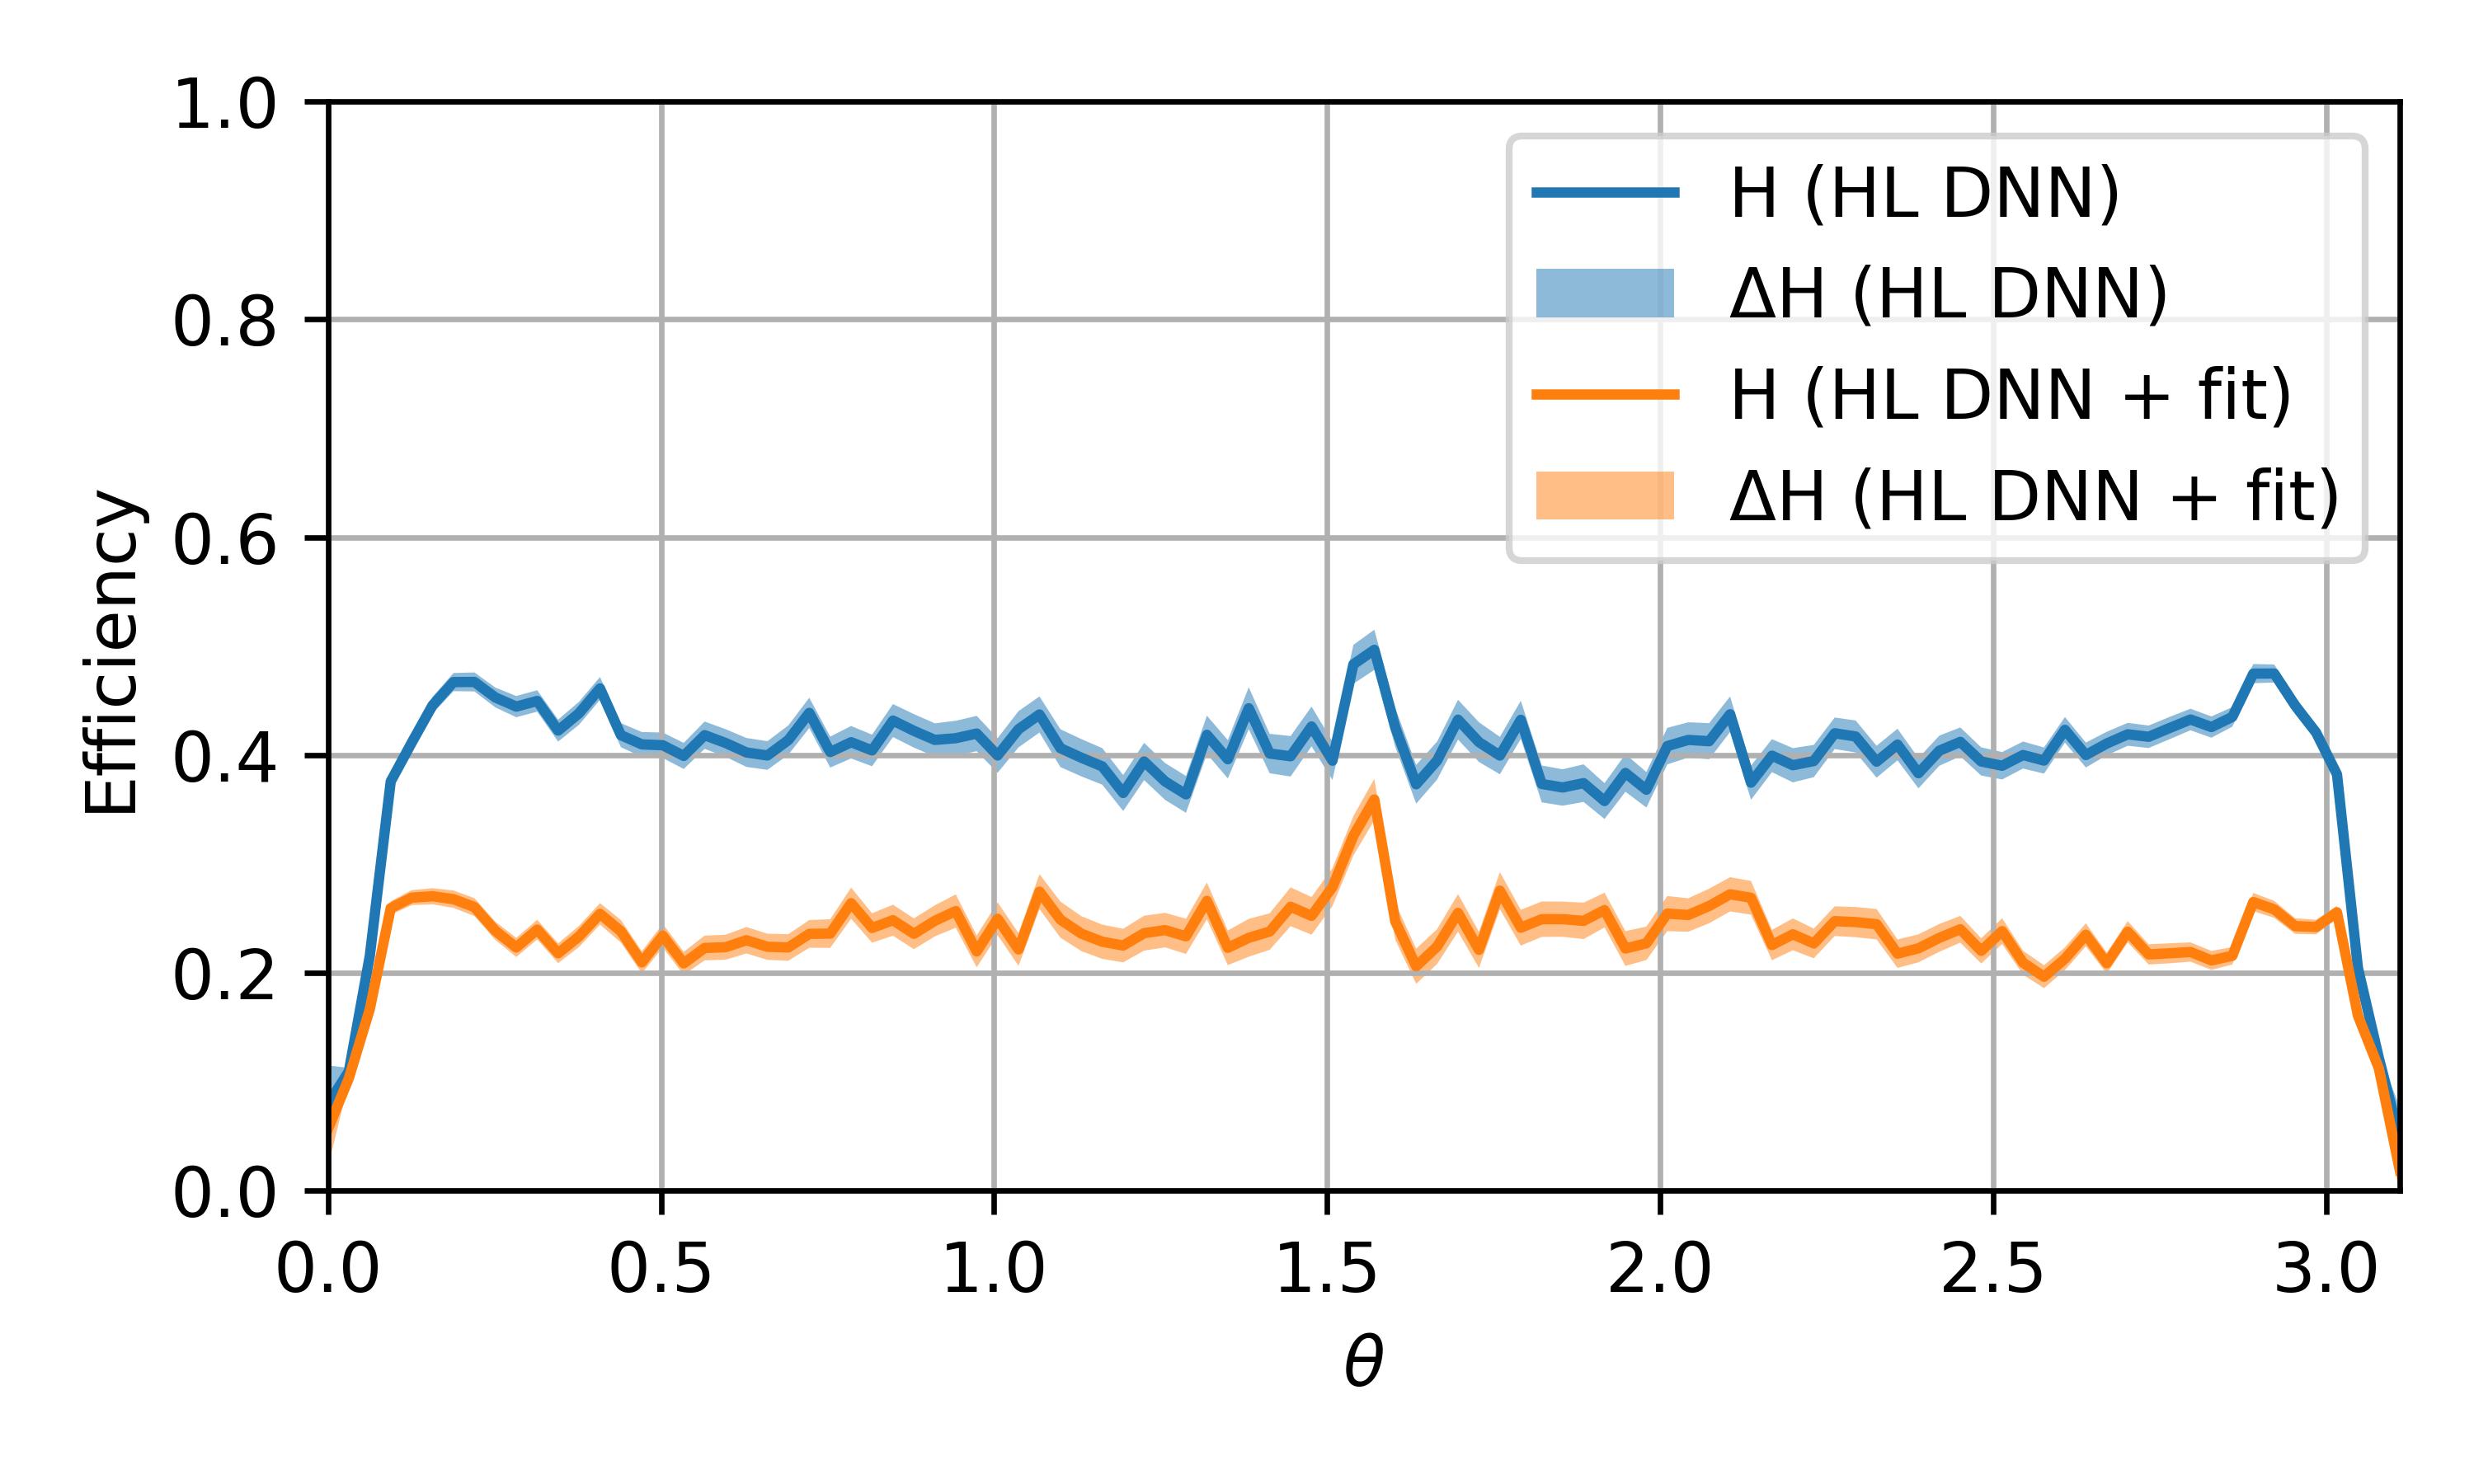 1.0
0.8
0.6
0.4
0.2
0.0
Efficiency
H (HL DNN)
ΔH (HL DNN)
H (HL DNN + fit)
ΔH (HL DNN + fit)
0.0 0.5 1.0 1.5 2.0 2.5 3.0
θ